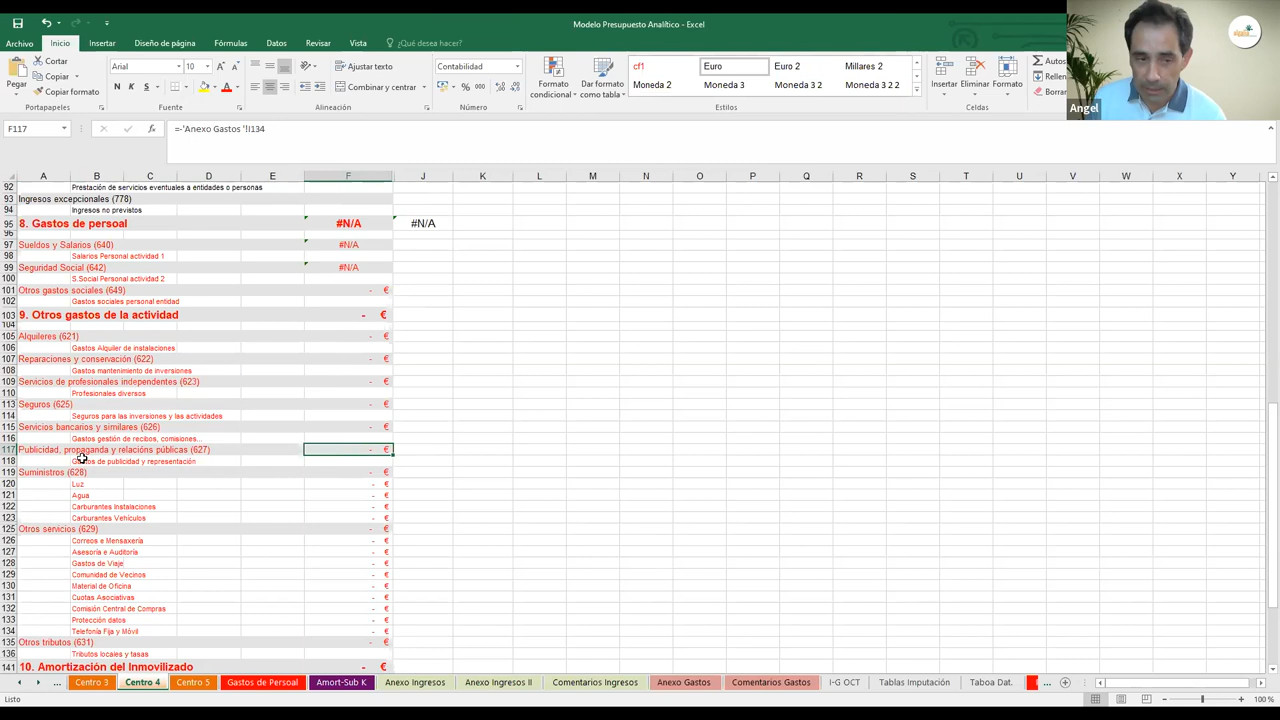 Modelo Presupuesto Analítico - Excel
Archivo Inicio Insertar Diseño de página Fórmulas Datos Revisar Vista ¿Qué desea hacer?
Pegar Cortar Copiar Copiar formato Portapapeles
Arial 10 N K S Fuente
Ajustar texto Combinar y centrar Alineación
Contabilidad % 000 Número
Formato condicional Dar formato como tabla
cf1 Euro Euro 2 Millares 2
Moneda 2 Moneda 3 Moneda 3 2 Moneda 3 2 2
Estilos
Insertar Eliminar Formato Celdas
Autos
Rellen
Borra
Angel
F117 fx =-'Anexo Gastos '!I134
A B C D E F J K L M N O P Q R S T U V W X Y
92 Prestación de servicios eventuales a entidades o personas
93 Ingresos excepcionales (778)
94 Ingresos no previstos
95 8. Gastos de persoal #N/A #N/A
96
97 Sueldos y Salarios (640) #N/A
98 Salarios Personal actividad 1
99 Seguridad Social (642) #N/A
100 S.Social Personal actividad 2
101 Otros gastos sociales (649) - €
102 Gastos sociales personal entidad
103 9. Otros gastos de la actividad - €
104
105 Alquileres (621) - €
106 Gastos Alquiler de instalaciones
107 Reparaciones y conservación (622) - €
108 Gastos mantenimiento de inversiones
109 Servicios de profesionales independentes (623) - €
110 Profesionales diversos
113 Seguros (625) - €
114 Seguros para las inversiones y las actividades
115 Servicios bancarios y similares (626) - €
116 Gastos gestión de recibos, comisiones...
117 Publicidad, propaganda y relacións públicas (627) - €
118 Gastos de publicidad y representación
119 Suministros (628) - €
120 Luz - €
121 Agua - €
122 Carburantes Instalaciones - €
123 Carburantes Vehículos - €
125 Otros servicios (629) - €
126 Correos e Mensaxería - €
127 Asesoría e Auditoría - €
128 Gastos de Viaje - €
129 Comunidad de Vecinos - €
130 Material de Oficina - €
131 Cuotas Asociativas - €
132 Comisión Central de Compras - €
133 Protección datos - €
134 Telefonía Fija y Móvil - €
135 Otros tributos (631) - €
136 Tributos locales y tasas
141 10. Amortización del Inmovilizado - €
... Centro 3 Centro 4 Centro 5 Gastos de Persoal Amort-Sub K Anexo Ingresos Anexo Ingresos II Comentarios Ingresos Anexo Gastos Comentarios Gastos I-G OCT Tablas Imputación Taboa Dat. ...
Listo 100 %